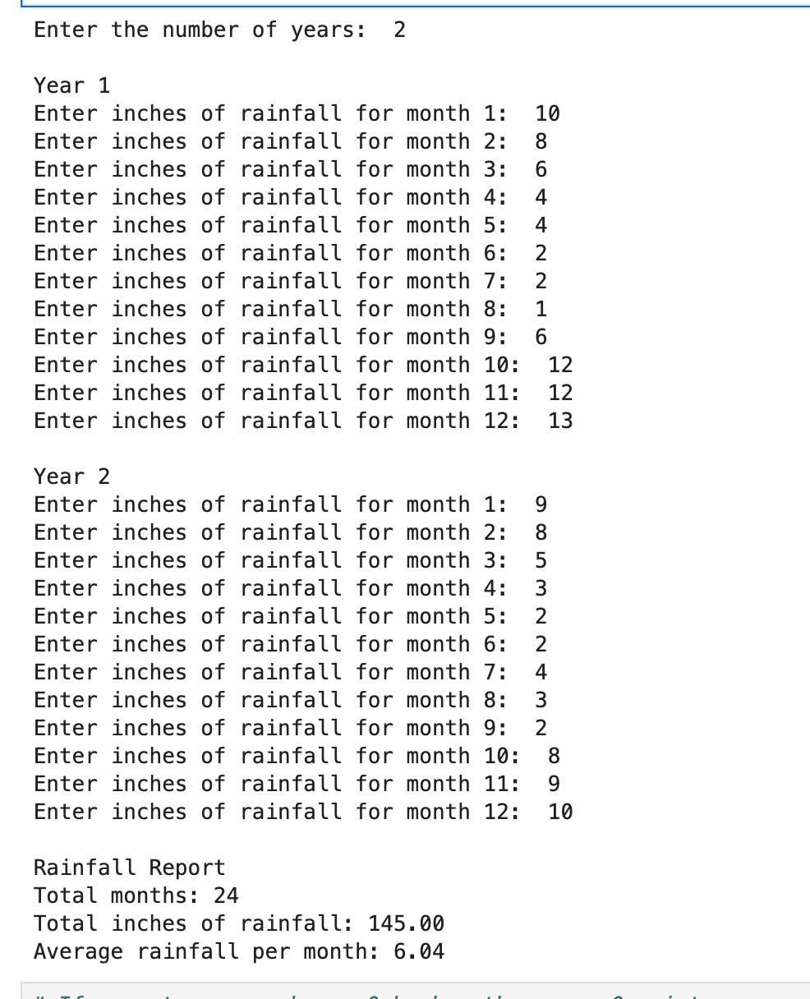 Enter the number of years:  2
Year 1
Enter inches of rainfall for month 1:  10
Enter inches of rainfall for month 2:  8
Enter inches of rainfall for month 3:  6
Enter inches of rainfall for month 4:  4
Enter inches of rainfall for month 5:  4
Enter inches of rainfall for month 6:  2
Enter inches of rainfall for month 7:  2
Enter inches of rainfall for month 8:  1
Enter inches of rainfall for month 9:  6
Enter inches of rainfall for month 10:  12
Enter inches of rainfall for month 11:  12
Enter inches of rainfall for month 12:  13
Year 2
Enter inches of rainfall for month 1:  9
Enter inches of rainfall for month 2:  8
Enter inches of rainfall for month 3:  5
Enter inches of rainfall for month 4:  3
Enter inches of rainfall for month 5:  2
Enter inches of rainfall for month 6:  2
Enter inches of rainfall for month 7:  4
Enter inches of rainfall for month 8:  3
Enter inches of rainfall for month 9:  2
Enter inches of rainfall for month 10:  8
Enter inches of rainfall for month 11:  9
Enter inches of rainfall for month 12:  10
Rainfall Report
Total months: 24
Total inches of rainfall: 145.00
Average rainfall per month: 6.04